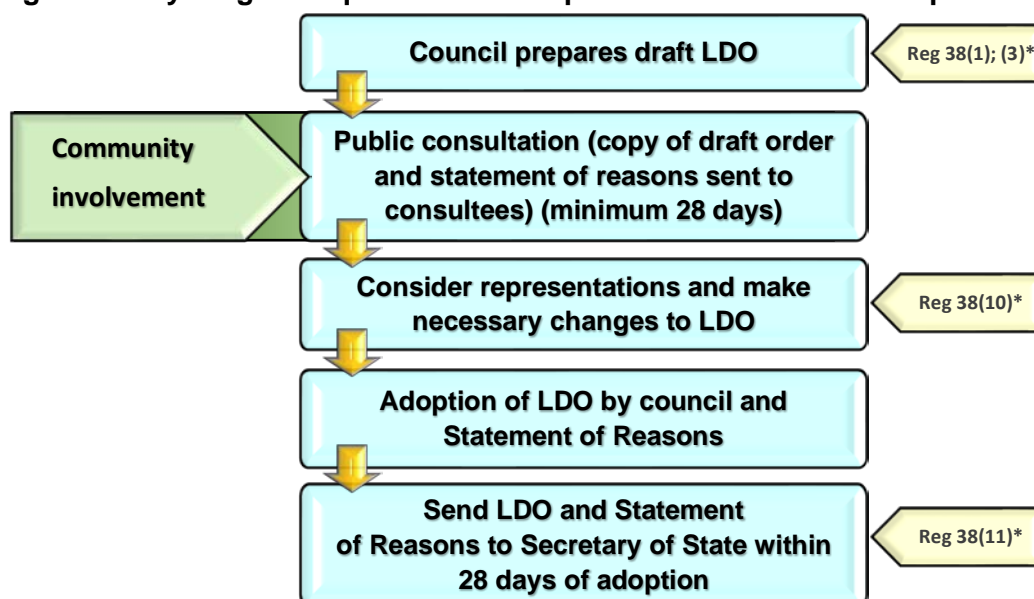 Council prepares draft LDO
Reg 38(1); (3)*
Community
involvement
Public consultation (copy of draft order
and statement of reasons sent to
consultees) (minimum 28 days)
Consider representations and make
necessary changes to LDO
Reg 38(10)*
Adoption of LDO by council and
Statement of Reasons
Send LDO and Statement
of Reasons to Secretary of State within
28 days of adoption
Reg 38(11)*